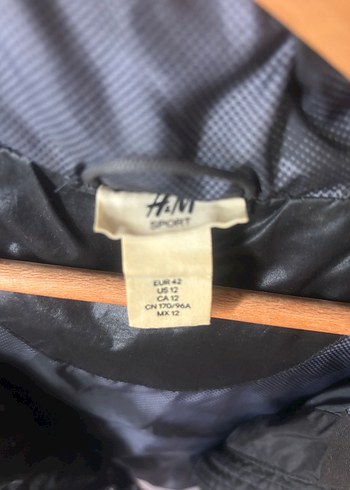 H&M
SPORT
EUR 42
US 12
CA 12
CN 170/96A
MX 12